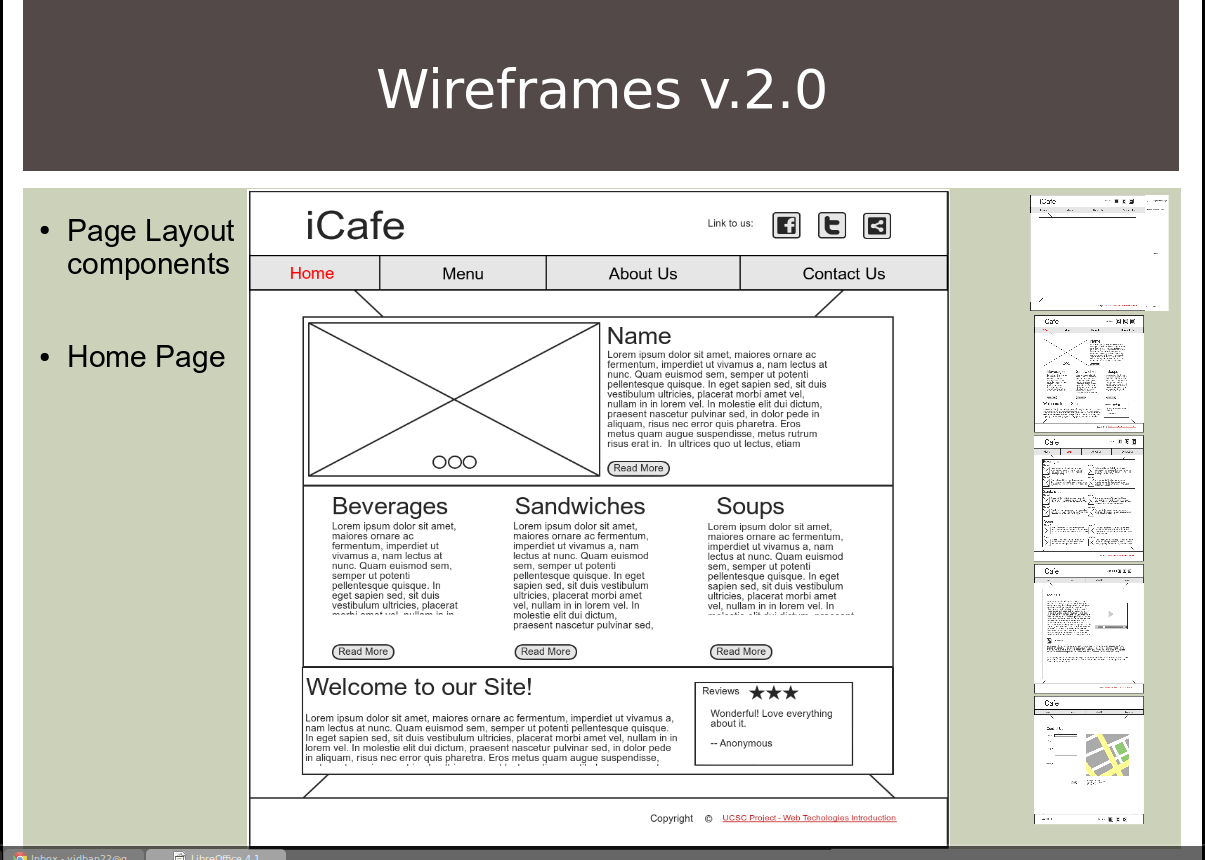 Wireframes v.2.0
• Page Layout
components
• Home Page
iCafe
Link to us:
Home
Menu
About Us
Contact Us
Name
Lorem ipsum dolor sit amet, maiores ornare ac
fermentum, imperdiet ut vivamus a, nam lectus at
nunc. Quam euismod sem, semper ut potenti
pellentesque quisque. In eget sapien sed, sit duis
vestibulum ultricies, placerat morbi amet vel,
nullam in in lorem vel. In molestie elit dui dictum,
praesent nascetur pulvinar sed, in dolor pede in
aliquam, risus nec error quis pharetra. Eros
metus quam augue suspendisse, metus rutrum
risus erat in. In ultrices quo ut lectus, etiam
Read More
Beverages
Lorem ipsum dolor sit amet,
maiores ornare ac
fermentum, imperdiet ut
vivamus a, nam lectus at
nunc. Quam euismod sem,
semper ut potenti
pellentesque quisque. In
eget sapien sed, sit duis
vestibulum ultricies, placerat
Read More
Sandwiches
Lorem ipsum dolor sit amet,
maiores ornare ac fermentum,
imperdiet ut vivamus a, nam
lectus at nunc. Quam euismod
sem, semper ut potenti
pellentesque quisque. In eget
sapien sed, sit duis vestibulum
ultricies, placerat morbi amet
vel, nullam in in lorem vel. In
molestie elit dui dictum,
praesent nascetur pulvinar sed,
Read More
Soups
Lorem ipsum dolor sit amet,
maiores ornare ac fermentum,
imperdiet ut vivamus a, nam
lectus at nunc. Quam euismod
sem, semper ut potenti
pellentesque quisque. In eget
sapien sed, sit duis vestibulum
ultricies, placerat morbi amet
vel, nullam in in lorem vel. In
Read More
Welcome to our Site!
Lorem ipsum dolor sit amet, maiores ornare ac fermentum, imperdiet ut vivamus a,
nam lectus at nunc. Quam euismod sem, semper ut potenti pellentesque quisque.
In eget sapien sed, sit duis vestibulum ultricies, placerat morbi amet vel, nullam in in
lorem vel. In molestie elit dui dictum, praesent nascetur pulvinar sed, in dolor pede
in aliquam, risus nec error quis pharetra. Eros metus quam augue suspendisse,
Reviews ★★★
Wonderful! Love everything
about it.
-- Anonymous
Copyright © UCSC Project - Web Techologies Introduction
iCafe
Cafe
Cafe
Cafe
Cafe
Inbox - vidhan22@g
LibreOffice 4.1